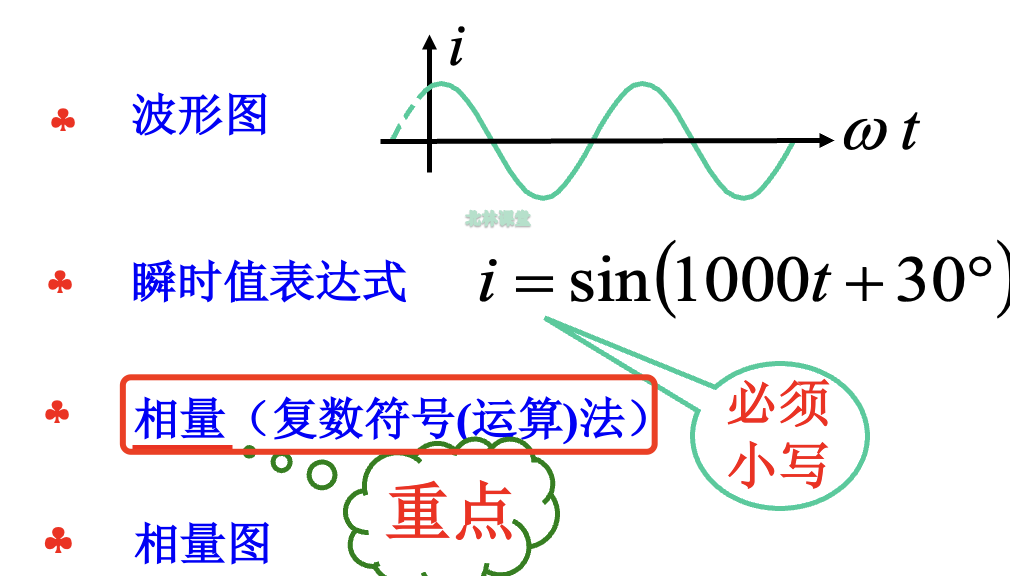 i
♣ 波形图
ω t
北林课堂
♣ 瞬时值表达式 i = sin(1000t + 30°)
必须
小写
♣ 相量（复数符号(运算)法）
重点
♣ 相量图